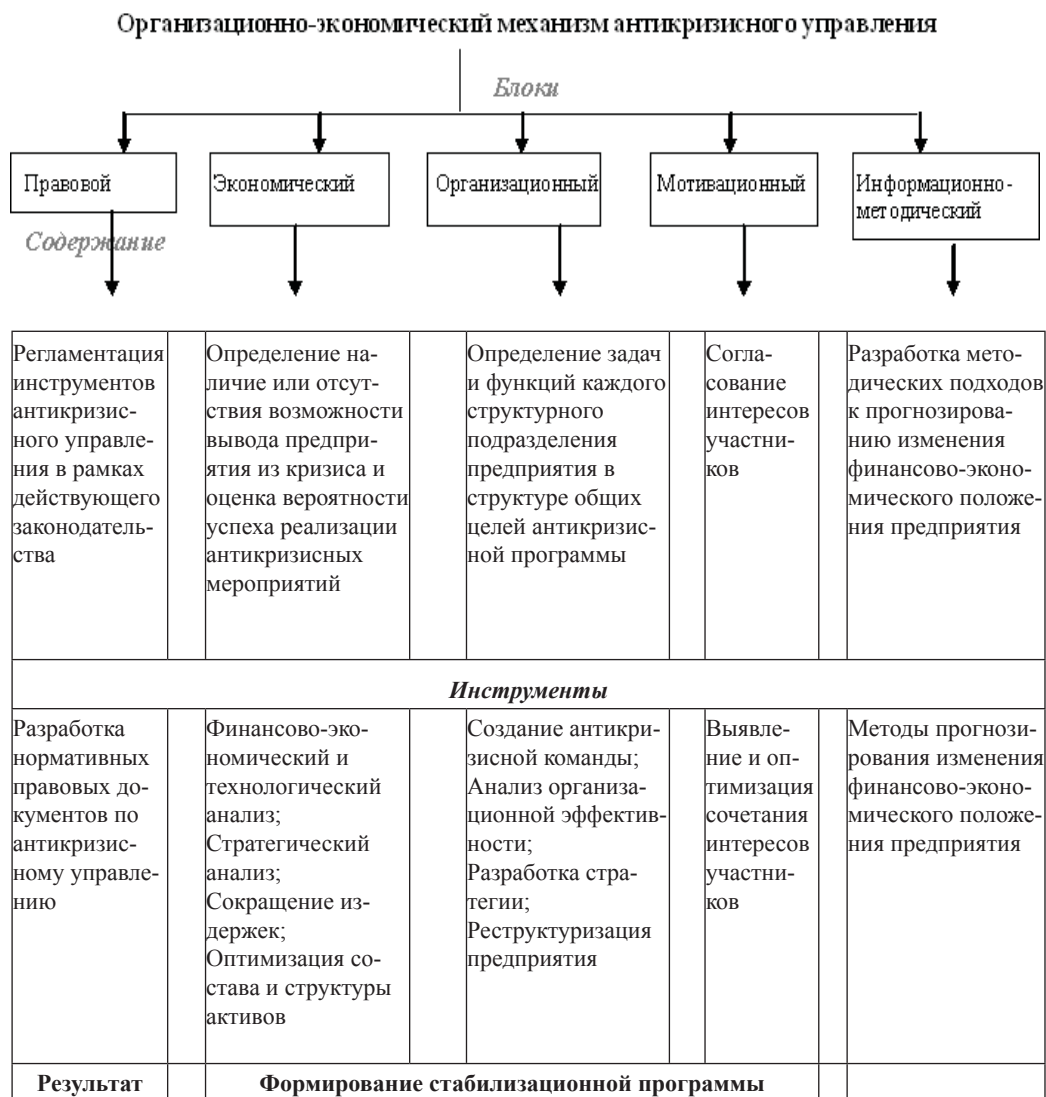 Организационно-экономический механизм антикризисного управления
Блоки
Правовой
Экономический
Организационный
Мотивационный
Информационно-
методический
Содержание
Регламентация
инструментов
антикризис-
ного управле-
ния в рамках
действующего
законодатель-
ства
Определение на-
личие или отсут-
ствия возможности
вывода предпри-
ятия из кризиса и
оценка вероятности
успеха реализации
антикризисных
мероприятий
Определение задач
и функций каждого
структурного
подразделения
предприятия в
структуре общих
целей антикризис-
ной программы
Согла-
сование
интересов
участни-
ков
Разработка мето-
дических подходов
к прогнозирова-
нию изменения
финансово-эконо-
мического положе-
ния предприятия
Инструменты
Разработка
нормативных
правовых до-
кументов по
антикризис-
ному управле-
нию
Финансово-эко-
номический и
технологический
анализ;
Стратегический
анализ;
Сокращение из-
держек;
Оптимизация со-
става и структуры
активов
Создание антикри-
зисной команды;
Анализ организа-
ционной эффектив-
ности;
Разработка стра-
тегии;
Реструктуризация
предприятия
Выявле-
ние и оп-
тимизация
сочетания
интересов
участни-
ков
Методы прогнози-
рования изменения
финансово-эконо-
мического положе-
ния предприятия
Результат
Формирование стабилизационной программы